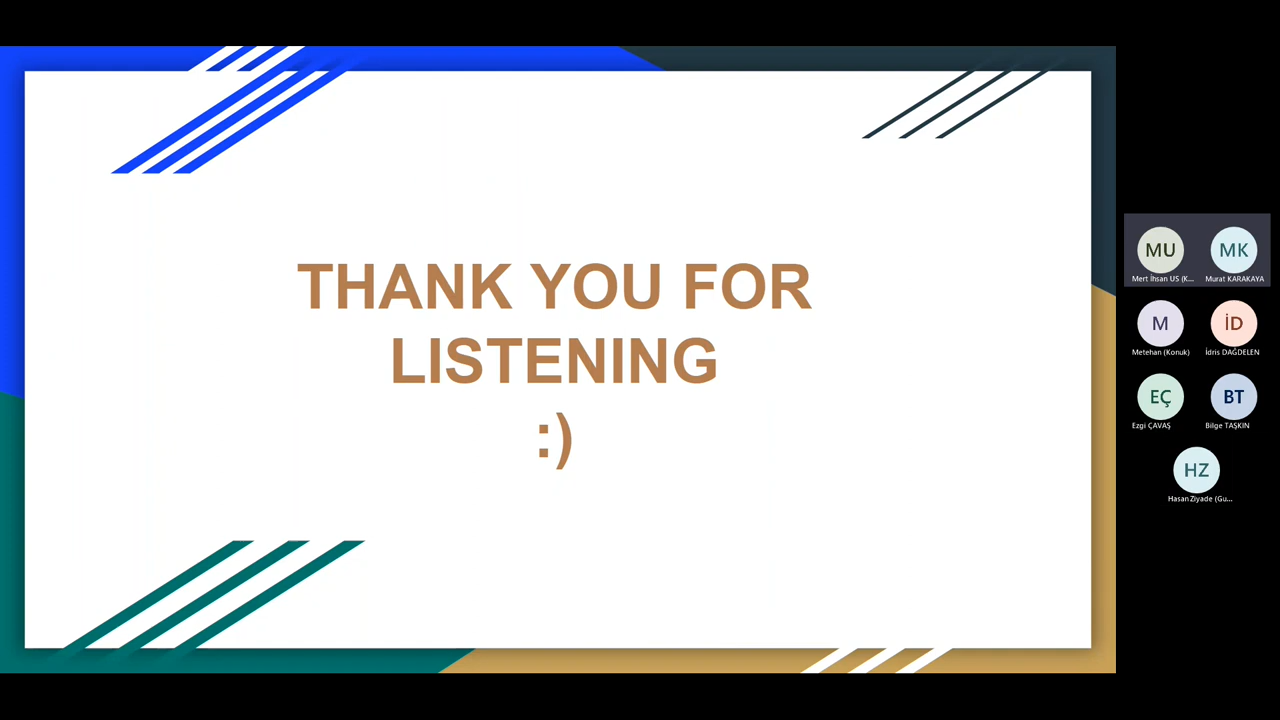 THANK YOU FOR
LISTENING
:)
MU
MK
Mert İhsan US (K...
Murat KARAKAYA
M
İD
Metehan (Konuk)
İdris DAĞDELEN
EÇ
BT
Ezgi ÇAVAŞ
Bilge TAŞKIN
HZ
Hasan Ziyade (Gu...